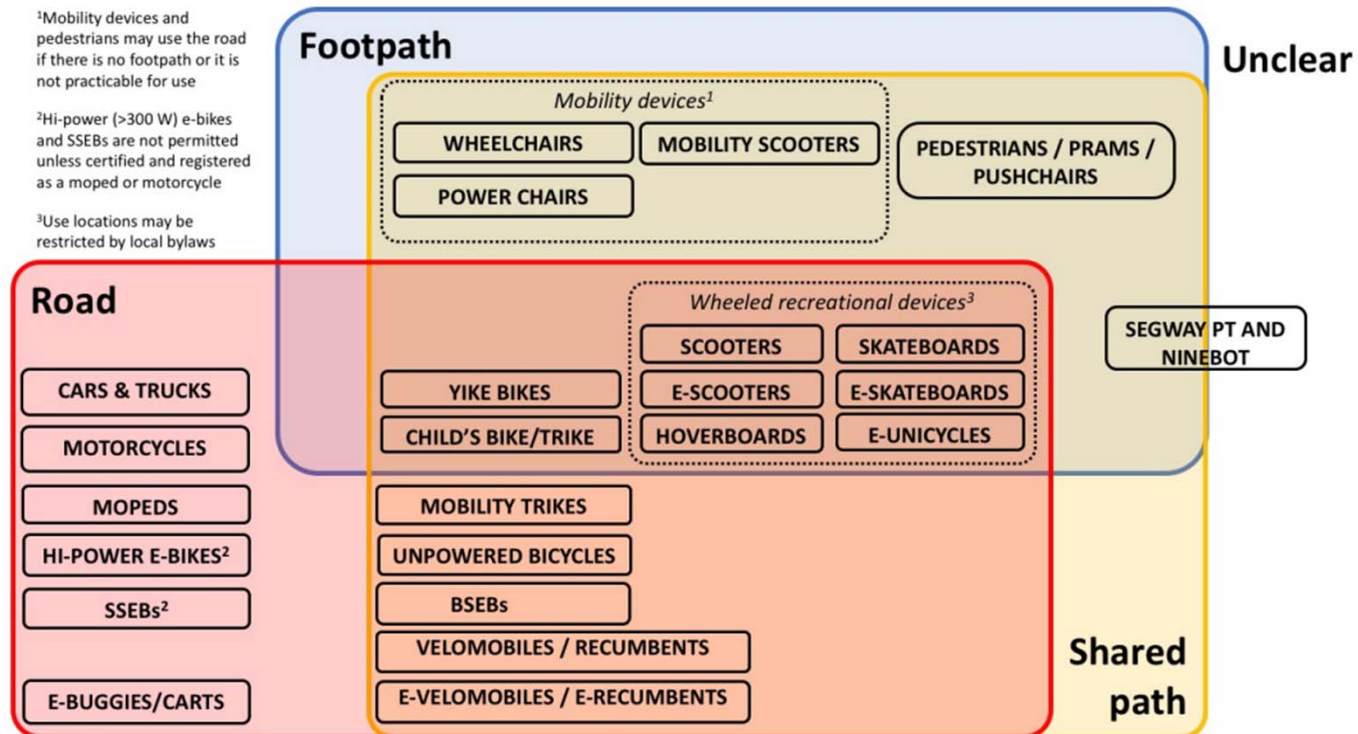 ¹Mobility devices and
pedestrians may use the road
if there is no footpath or it is
not practicable for use
²Hi-power (>300 W) e-bikes
and SSEBs are not permitted
unless certified and registered
as a moped or motorcycle
³Use locations may be
restricted by local bylaws
Footpath
Unclear
Mobility devices¹
WHEELCHAIRS
MOBILITY SCOOTERS
POWER CHAIRS
PEDESTRIANS / PRAMS /
PUSHCHAIRS
Road
Wheeled recreational devices³
SCOOTERS
SKATEBOARDS
SEGWAY PT AND
NINEBOT
CARS & TRUCKS
YIKE BIKES
E-SCOOTERS
E-SKATEBOARDS
MOTORCYCLES
CHILD'S BIKE/TRIKE
HOVERBOARDS
E-UNICYCLES
MOPEDS
MOBILITY TRIKES
HI-POWER E-BIKES²
UNPOWERED BICYCLES
SSEBs²
BSEBs
VELOMOBILES / RECUMBENTS
E-BUGGIES/CARTS
E-VELOMOBILES / E-RECUMBENTS
Shared
path